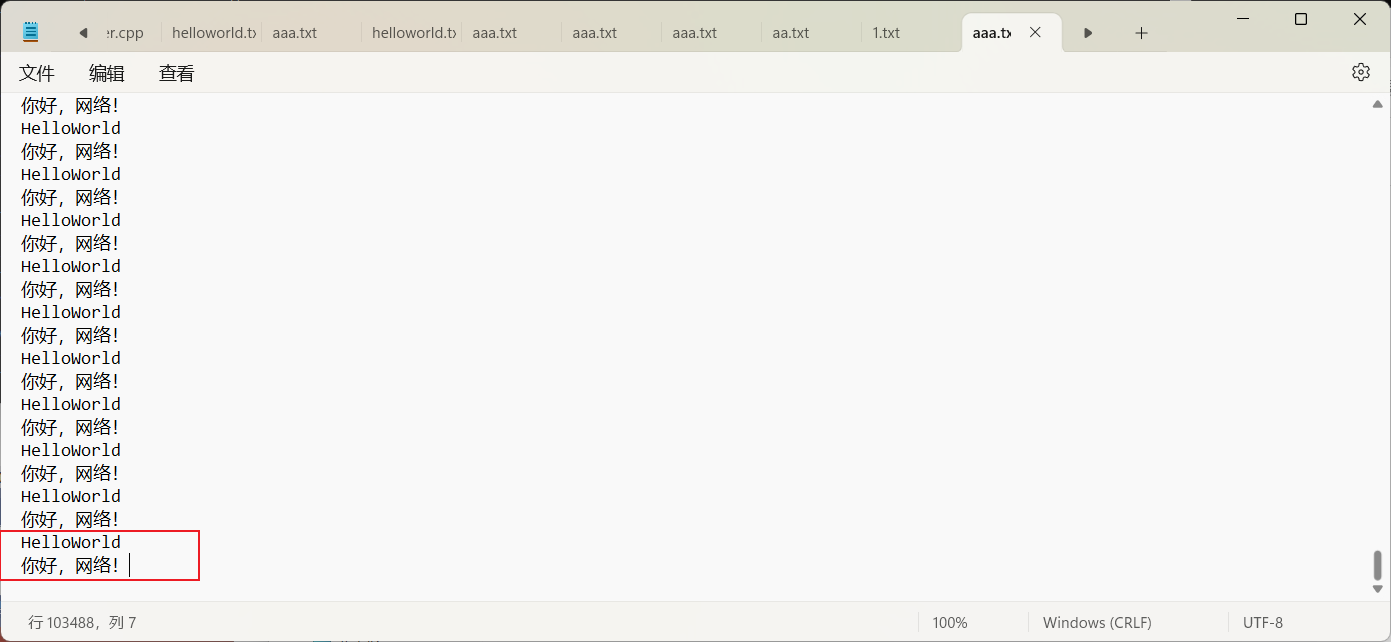 er.cpp
helloworld.tx
aaa.txt
helloworld.tx
aaa.txt
aaa.txt
aaa.txt
aa.txt
1.txt
aaa.tx
文件 编辑 查看
你好，网络！
HelloWorld
你好，网络！
HelloWorld
你好，网络！
HelloWorld
你好，网络！
HelloWorld
你好，网络！
HelloWorld
你好，网络！
HelloWorld
你好，网络！
HelloWorld
你好，网络！
HelloWorld
你好，网络！
HelloWorld
你好，网络！
HelloWorld
你好，网络！
行 103488，列 7
100%
Windows (CRLF)
UTF-8